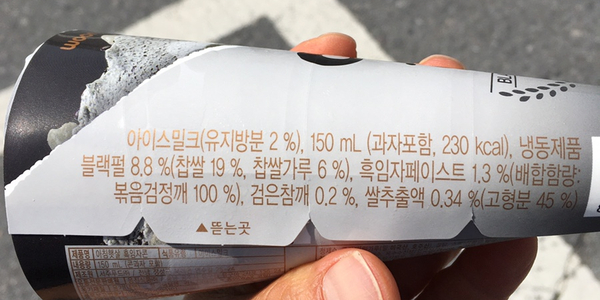 아이스밀크(유지방분 2 %), 150 mL (과자포함, 230 kcal), 냉동제품
블랙펄 8.8 %(찹쌀 19 %, 찹쌀가루 6 %), 흑임자페이스트 1.3 %(배합함량:
볶음검정깨 100 %), 검은참깨 0.2 %, 쌀추출액 0.34 %(고형분 45 %)
▲뜯는곳
제품명